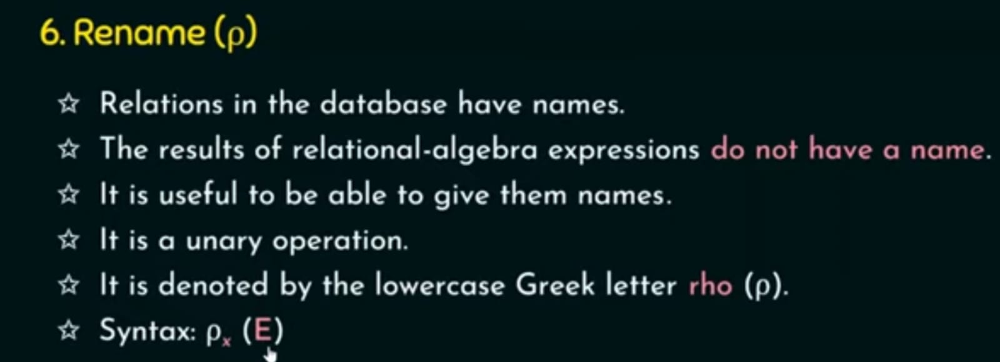 6. Rename (ρ)
☆ Relations in the database have names.
☆ The results of relational-algebra expressions do not have a name.
☆ It is useful to be able to give them names.
☆ It is a unary operation.
☆ It is denoted by the lowercase Greek letter rho (ρ).
☆ Syntax: ρₓ (E)